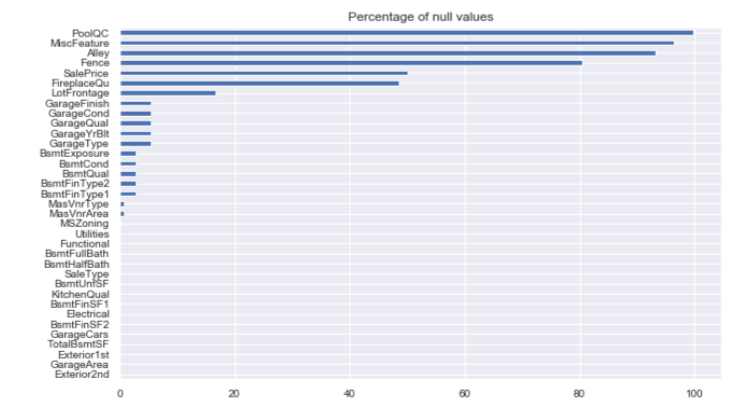 Percentage of null values
PoolQC
MiscFeature
Alley
Fence
SalePrice
FireplaceQu
LotFrontage
GarageFinish
GarageCond
GarageQual
GarageYrBlt
GarageType
BsmtExposure
BsmtCond
BsmtQual
BsmtFinType2
BsmtFinType1
MasVnrType
MasVnrArea
MSZoning
Utilities
Functional
BsmtFullBath
BsmtHalfBath
SaleType
BsmtUnfSF
KitchenQual
BsmtFinSF1
Electrical
BsmtFinSF2
GarageCars
TotalBsmtSF
Exterior1st
GarageArea
Exterior2nd
0 20 40 60 80 100